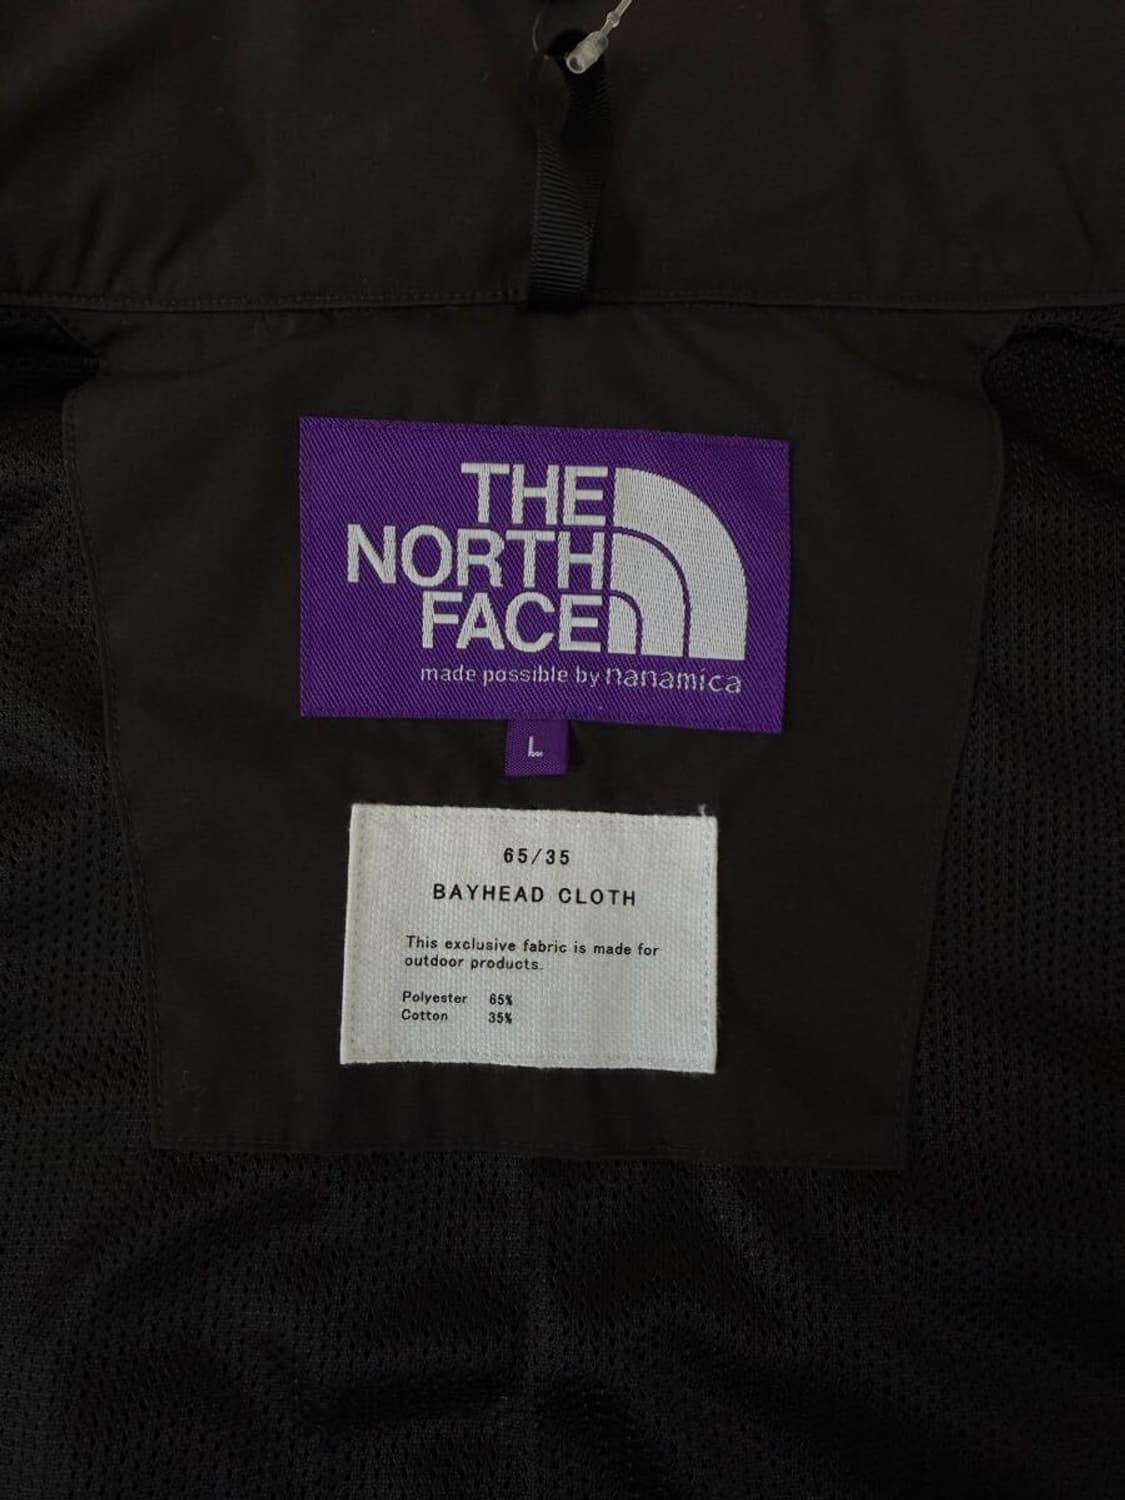 THE
NORTH
FACE
made possible by nanamica
L
65/35
BAYHEAD CLOTH
This exclusive fabric is made for
outdoor products.
Polyester 65%
Cotton 35%